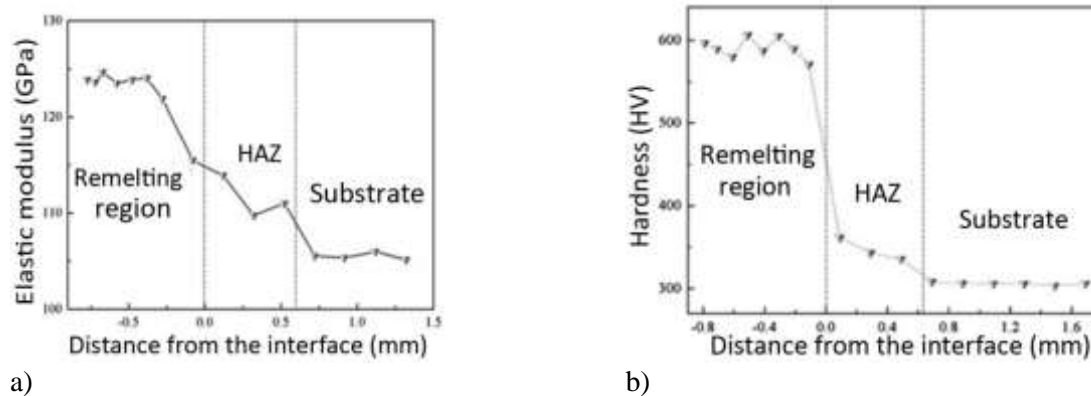 Elastic modulus (GPa)
130
120
110
100
Remelting
region
HAZ
Substrate
-0.5
0.0
0.5
1.0
1.5
Distance from the interface (mm)
a)
Hardness (HV)
600
500
350
300
Remelting
region
HAZ
Substrate
-0.8
-0.4
0.0
0.4
0.8
1.2
1.6
Distance from the interface (mm)
b)